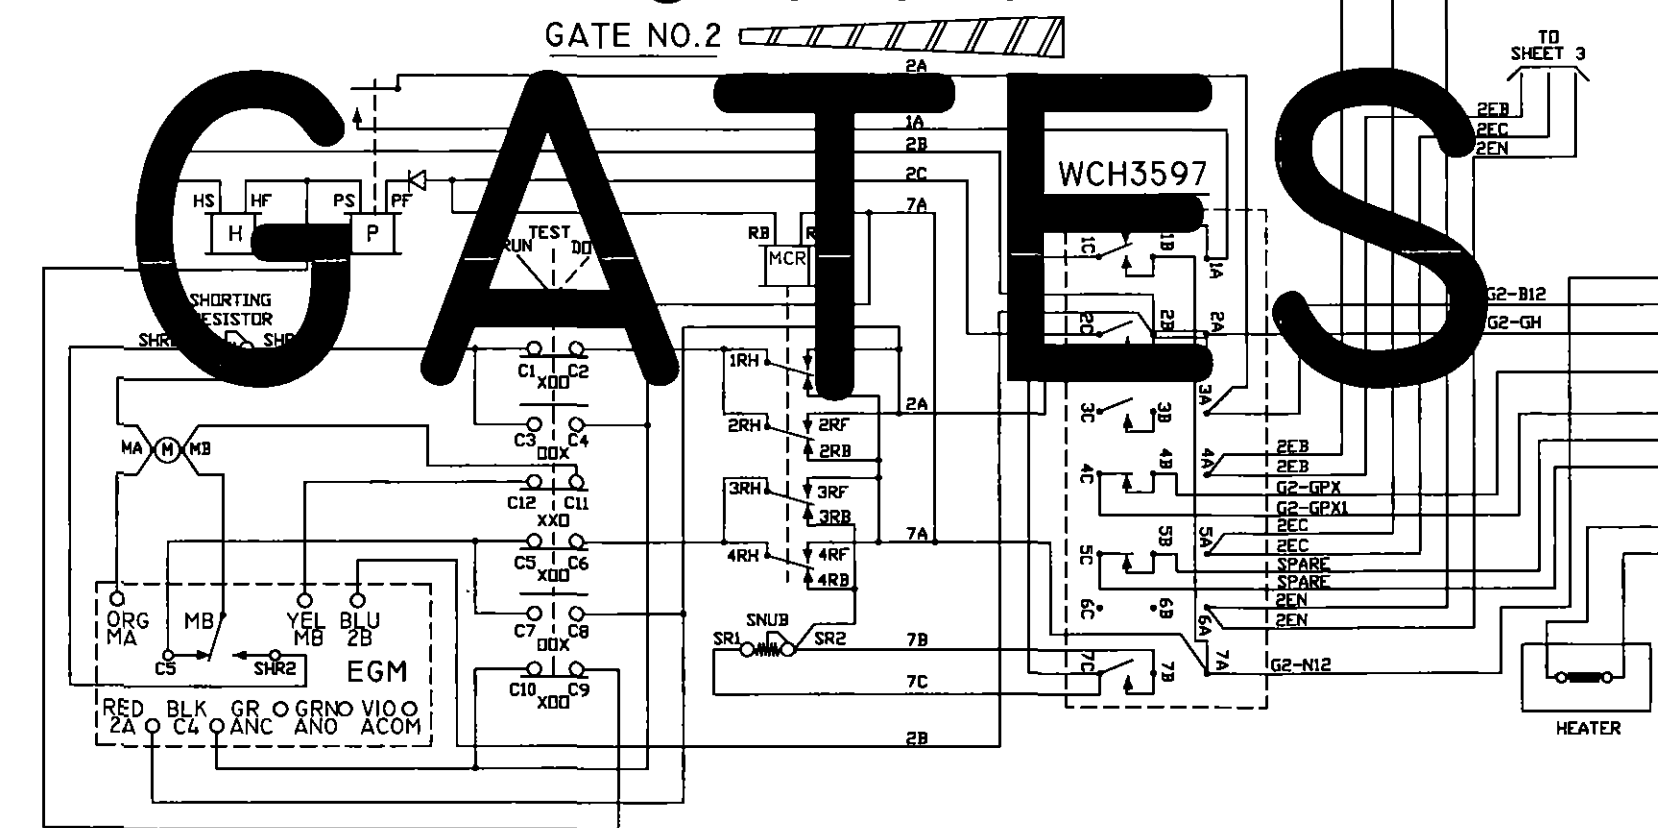 GATE NO.2
TO
SHEET 3
GATES
2A
1A
2B
2C
7A
2EB
2EC
2EN
WCH3597
HS HF PS PF
H P
RB
MCR
TEST
RUN DO
1C 1B 1A
SHORTING
RESISTOR
2C 2B 2A
G2-B12
G2-GH
C1 C2
XOO
1RH
2A
3C 3B 3A
C3 C4
OOX
2RH 2RF
2RB
MA M MB
4C 4B 4A
2EB
2EB
G2-GPX
G2-GPX1
C12 C11
XXO
3RH 3RF
3RB
7A
C5 C6
XOO
4RH 4RF
4RB
5C 5B 5A
2EC
2EC
SPARE
SPARE
6C 6B 6A
2EN
2EN
ORG
MA
MB
YEL
MB
BLU
2B
C7 C8
OOX
SNUB
SR1 SR2
7B
7C
7C 7B 7A
G2-N12
C5 SHR2
EGM
C10 C9
XOO
RED
2A
BLK
C4
GR
ANC
GRN
ANO
VIO
ACOM
2B
HEATER